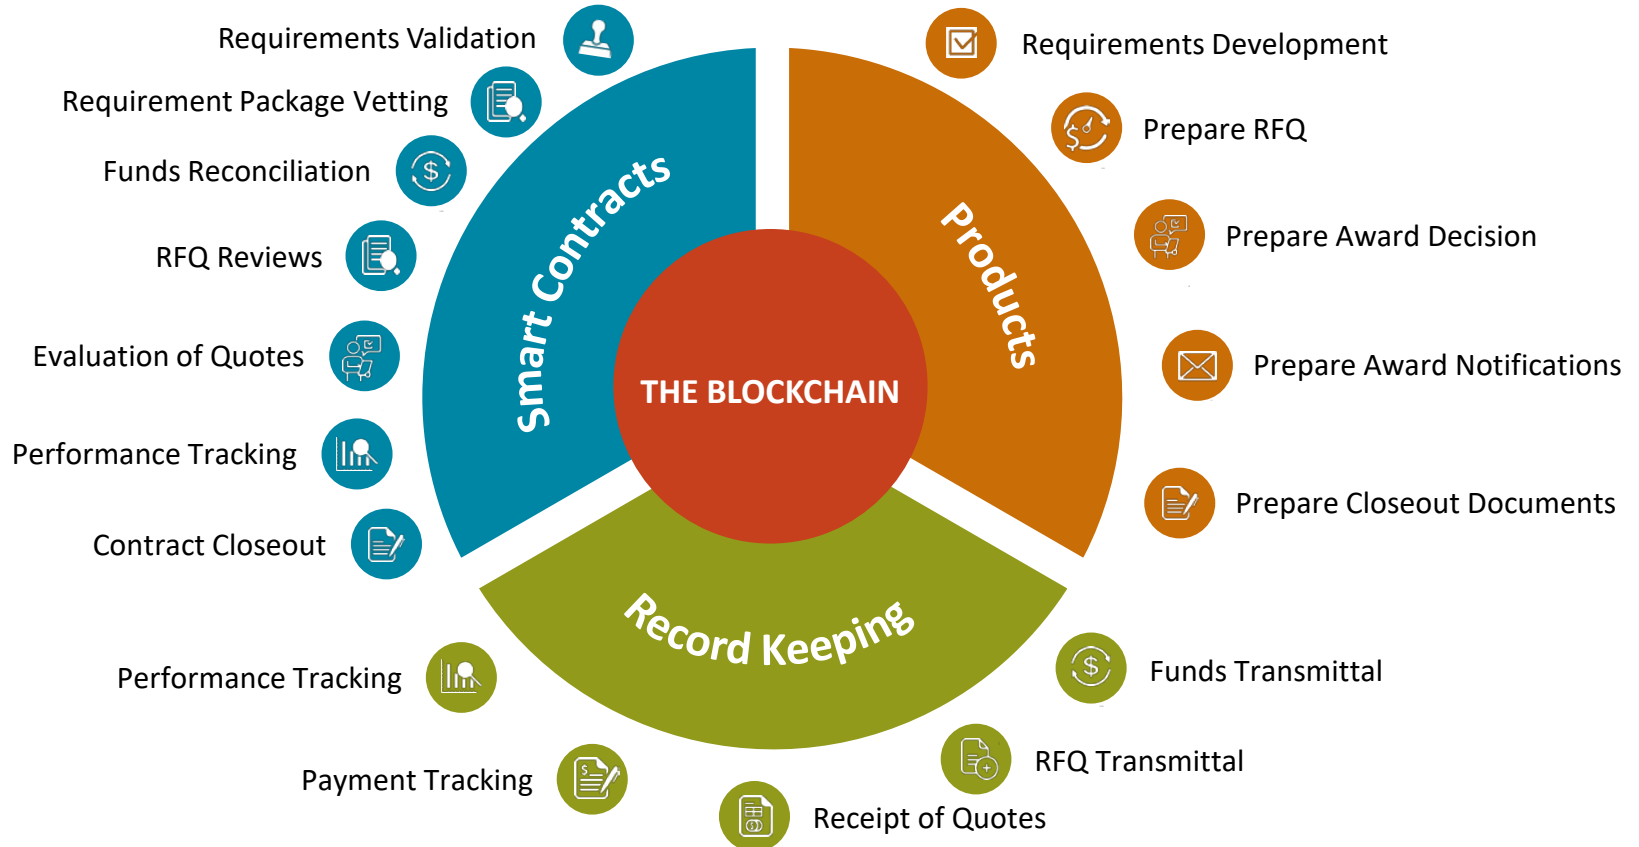 Requirements Validation
Requirement Package Vetting
Funds Reconciliation
RFQ Reviews
Evaluation of Quotes
Performance Tracking
Contract Closeout
Smart Contracts
THE BLOCKCHAIN
Products
Requirements Development
Prepare RFQ
Prepare Award Decision
Prepare Award Notifications
Prepare Closeout Documents
Record Keeping
Performance Tracking
Payment Tracking
Receipt of Quotes
RFQ Transmittal
Funds Transmittal